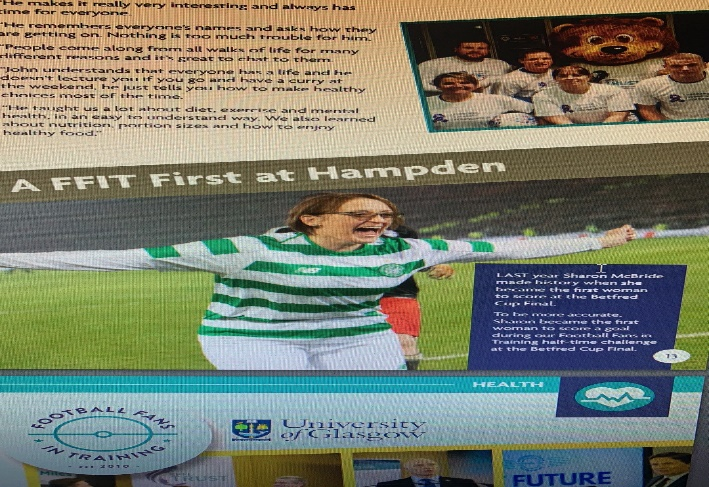 "He makes it really very interesting and always has
time for everyone.
"He remembers everyone's names and asks how they
are getting on. Nothing is too much trouble for him.
"People come along from all walks of life for many
different reasons and it's great to chat to them.
"John understands that everyone has a life and he
doesn't lecture you if you go and have a curry at
the weekend, he just tells you how to make healthy
choices most of the time.
"He taught us a lot about diet, exercise and mental
health, in an easy to understand way. We also learned
about nutrition, portion sizes and how to enjoy
healthy food."
A FFIT First at Hampden
LAST year Sharon McBride
made history when she
became the first woman
to score at the Betfred
Cup Final.
To be more accurate,
Sharon became the first
woman to score a goal
during our Football Fans in
Training half-time challenge
at the Betfred Cup Final.
13
HEALTH
FOOTBALL FANS
IN TRAINING
EST 2010
University
of Glasgow
TRUST
FUTURE